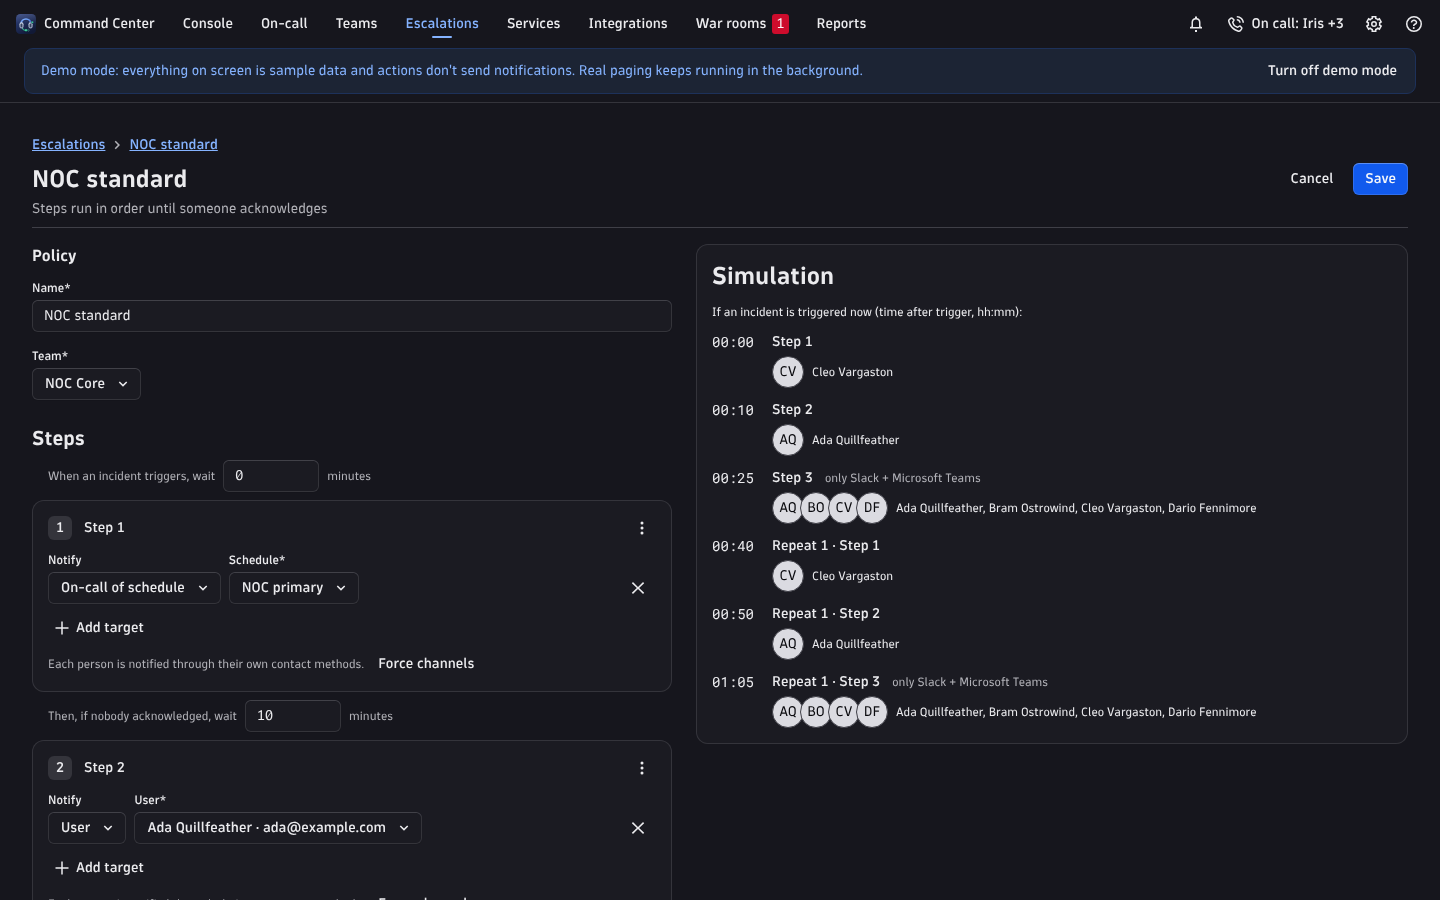 Command Center
Console
On-call
Teams
Escalations
Services
Integrations
War rooms 1
Reports
On call: Iris +3
Demo mode: everything on screen is sample data and actions don't send notifications. Real paging keeps running in the background.
Turn off demo mode
Escalations > NOC standard
NOC standard
Cancel
Save
Steps run in order until someone acknowledges
Policy
Name*
NOC standard
Team*
NOC Core
Steps
When an incident triggers, wait 0 minutes
1 Step 1
Notify
Schedule*
On-call of schedule
NOC primary
Add target
Each person is notified through their own contact methods. Force channels
Then, if nobody acknowledged, wait 10 minutes
2 Step 2
Notify
User*
User
Ada Quillfeather · ada@example.com
Add target
Simulation
If an incident is triggered now (time after trigger, hh:mm):
00:00 Step 1
CV Cleo Vargaston
00:10 Step 2
AQ Ada Quillfeather
00:25 Step 3 only Slack + Microsoft Teams
AQ BO CV DF Ada Quillfeather, Bram Ostrowind, Cleo Vargaston, Dario Fennimore
00:40 Repeat 1 · Step 1
CV Cleo Vargaston
00:50 Repeat 1 · Step 2
AQ Ada Quillfeather
01:05 Repeat 1 · Step 3 only Slack + Microsoft Teams
AQ BO CV DF Ada Quillfeather, Bram Ostrowind, Cleo Vargaston, Dario Fennimore